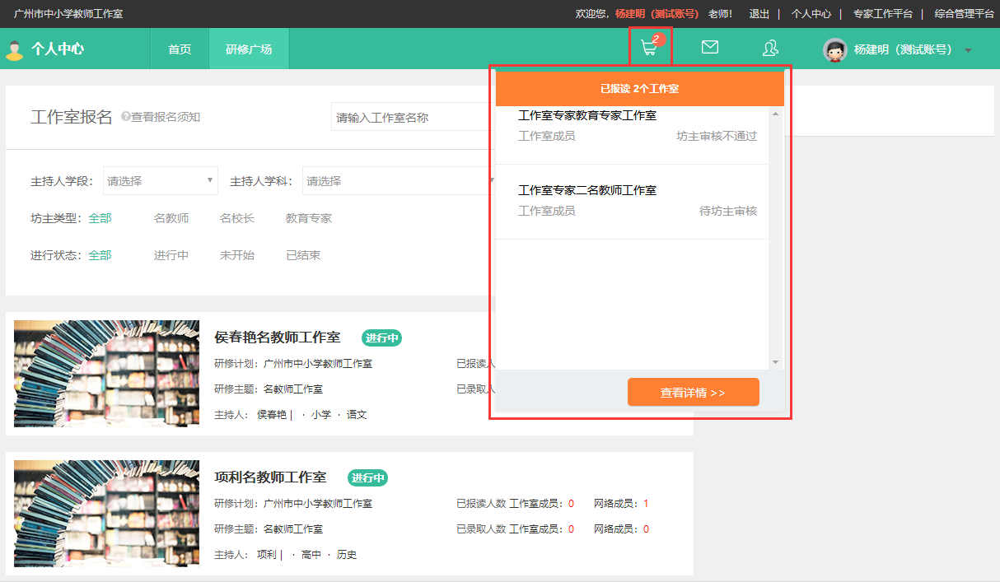 广州市中小学教师工作室
欢迎您，杨建明（测试账号） 老师！ 退出 | 个人中心 | 专家工作平台 | 综合管理平台
个人中心 首页 研修广场 2 杨建明（测试账号）
已报读 2个工作室
工作室专家教育专家工作室
工作室成员 坊主审核不通过
工作室专家二名教师工作室
工作室成员 待坊主审核
查看详情 >>
工作室报名 ?查看报名须知 请输入工作室名称
主持人学段： 请选择 主持人学科： 请选择
坊主类型：全部 名教师 名校长 教育专家
进行状态：全部 进行中 未开始 已结束
侯春艳名教师工作室 进行中
研修计划：广州市中小学教师工作室 已报读人
研修主题：名教师工作室 已录取人
主持人： 侯春艳 | · 小学 · 语文
项利名教师工作室 进行中
研修计划：广州市中小学教师工作室 已报读人数 工作室成员：0 网络成员：1
研修主题：名教师工作室 已录取人数 工作室成员：0 网络成员：0
主持人： 项利 | · 高中 · 历史